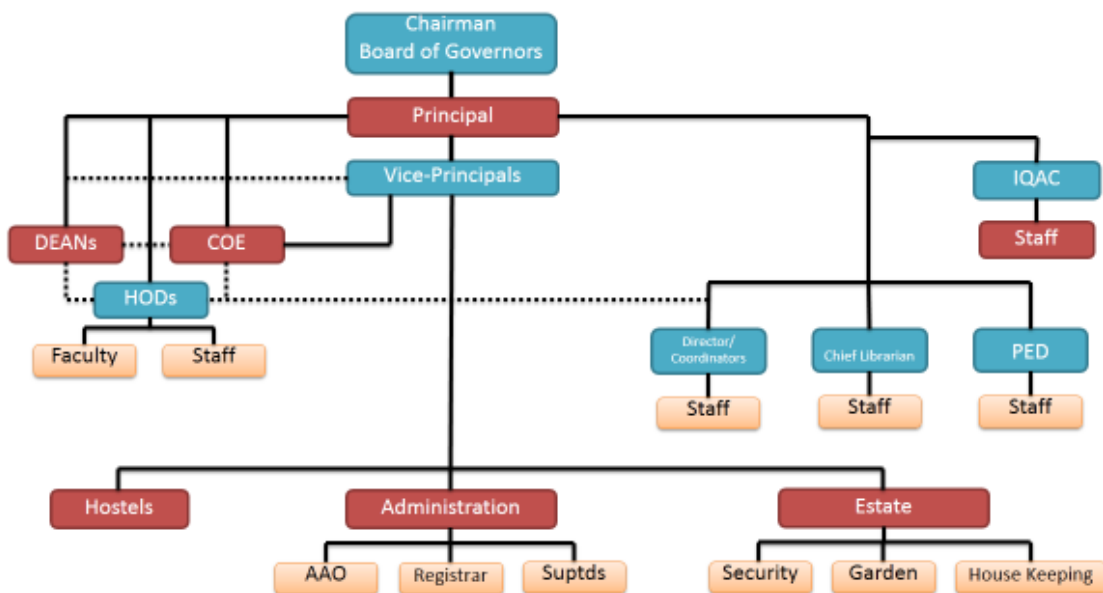 Chairman
Board of Governors
Principal
Vice-Principals
IQAC
DEANs
COE
Staff
HODs
Faculty
Staff
Director/
Coordinators
Chief Librarian
PED
Staff
Staff
Staff
Hostels
Administration
Estate
AAO
Registrar
Suptds
Security
Garden
House Keeping